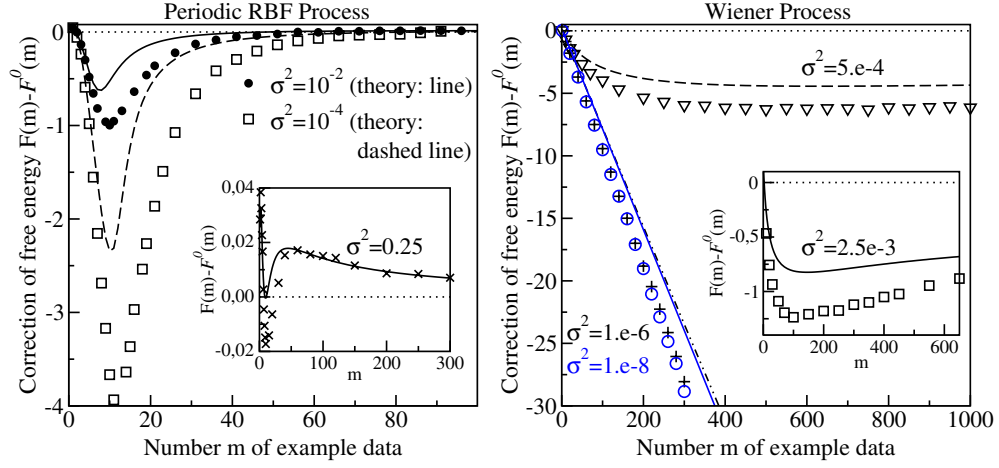 Periodic RBF Process
Correction of free energy F(m)-F⁰(m)
0
-1
-2
-3
-4
σ²=10⁻² (theory: line)
σ²=10⁻⁴ (theory:
dashed line)
F(m)-F⁰(m)
0,04
0.02
0.00
-0.02
σ²=0.25
0
100
200
300
m
0
20
40
60
80
Number m of example data
Wiener Process
Correction of free energy F(m)-F⁰(m)
0
-5
-10
-15
-20
-25
-30
σ²=5.e-4
σ²=1.e-6
σ²=1.e-8
F(m)-F⁰(m)
0
-0,5
-1
σ²=2.5e-3
0
200
400
600
m
0
200
400
600
800
1000
Number m of example data